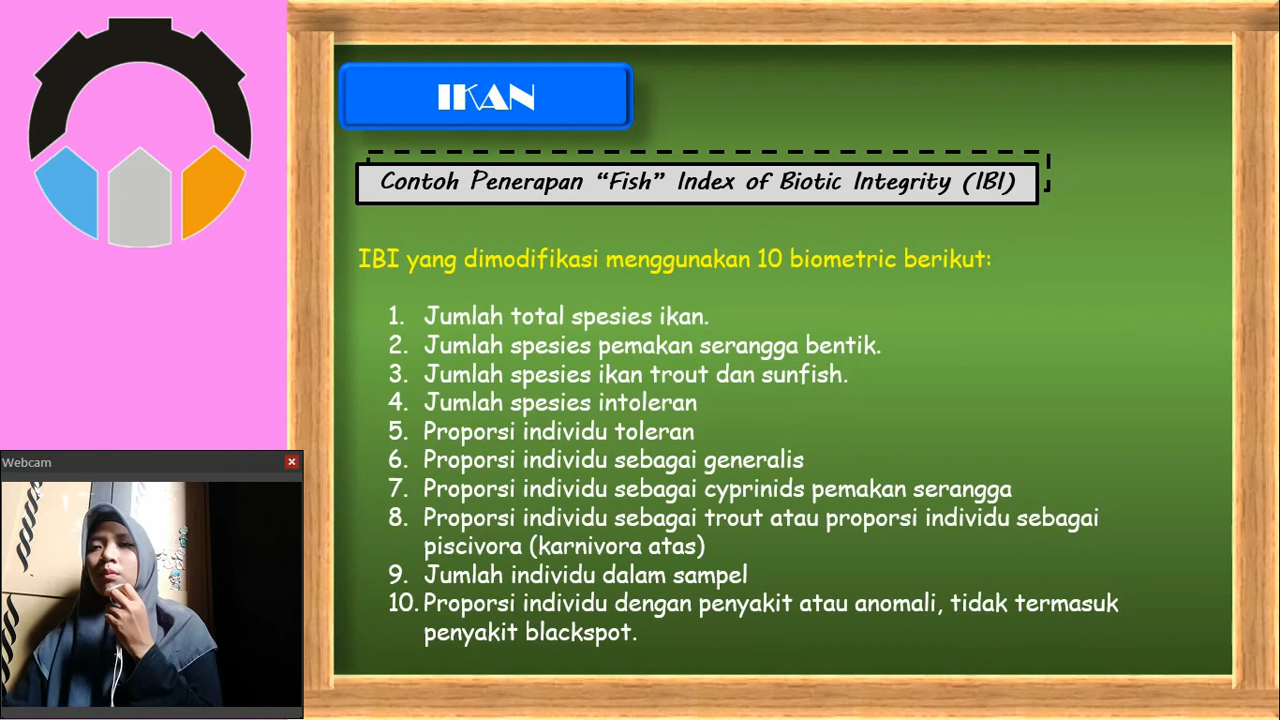 IKAN
Contoh Penerapan “Fish” Index of Biotic Integrity (IBI)
IBI yang dimodifikasi menggunakan 10 biometric berikut:
1. Jumlah total spesies ikan.
2. Jumlah spesies pemakan serangga bentik.
3. Jumlah spesies ikan trout dan sunfish.
4. Jumlah spesies intoleran
5. Proporsi individu toleran
6. Proporsi individu sebagai generalis
7. Proporsi individu sebagai cyprinids pemakan serangga
8. Proporsi individu sebagai trout atau proporsi individu sebagai
piscivora (karnivora atas)
9. Jumlah individu dalam sampel
10. Proporsi individu dengan penyakit atau anomali, tidak termasuk
penyakit blackspot.
Webcam